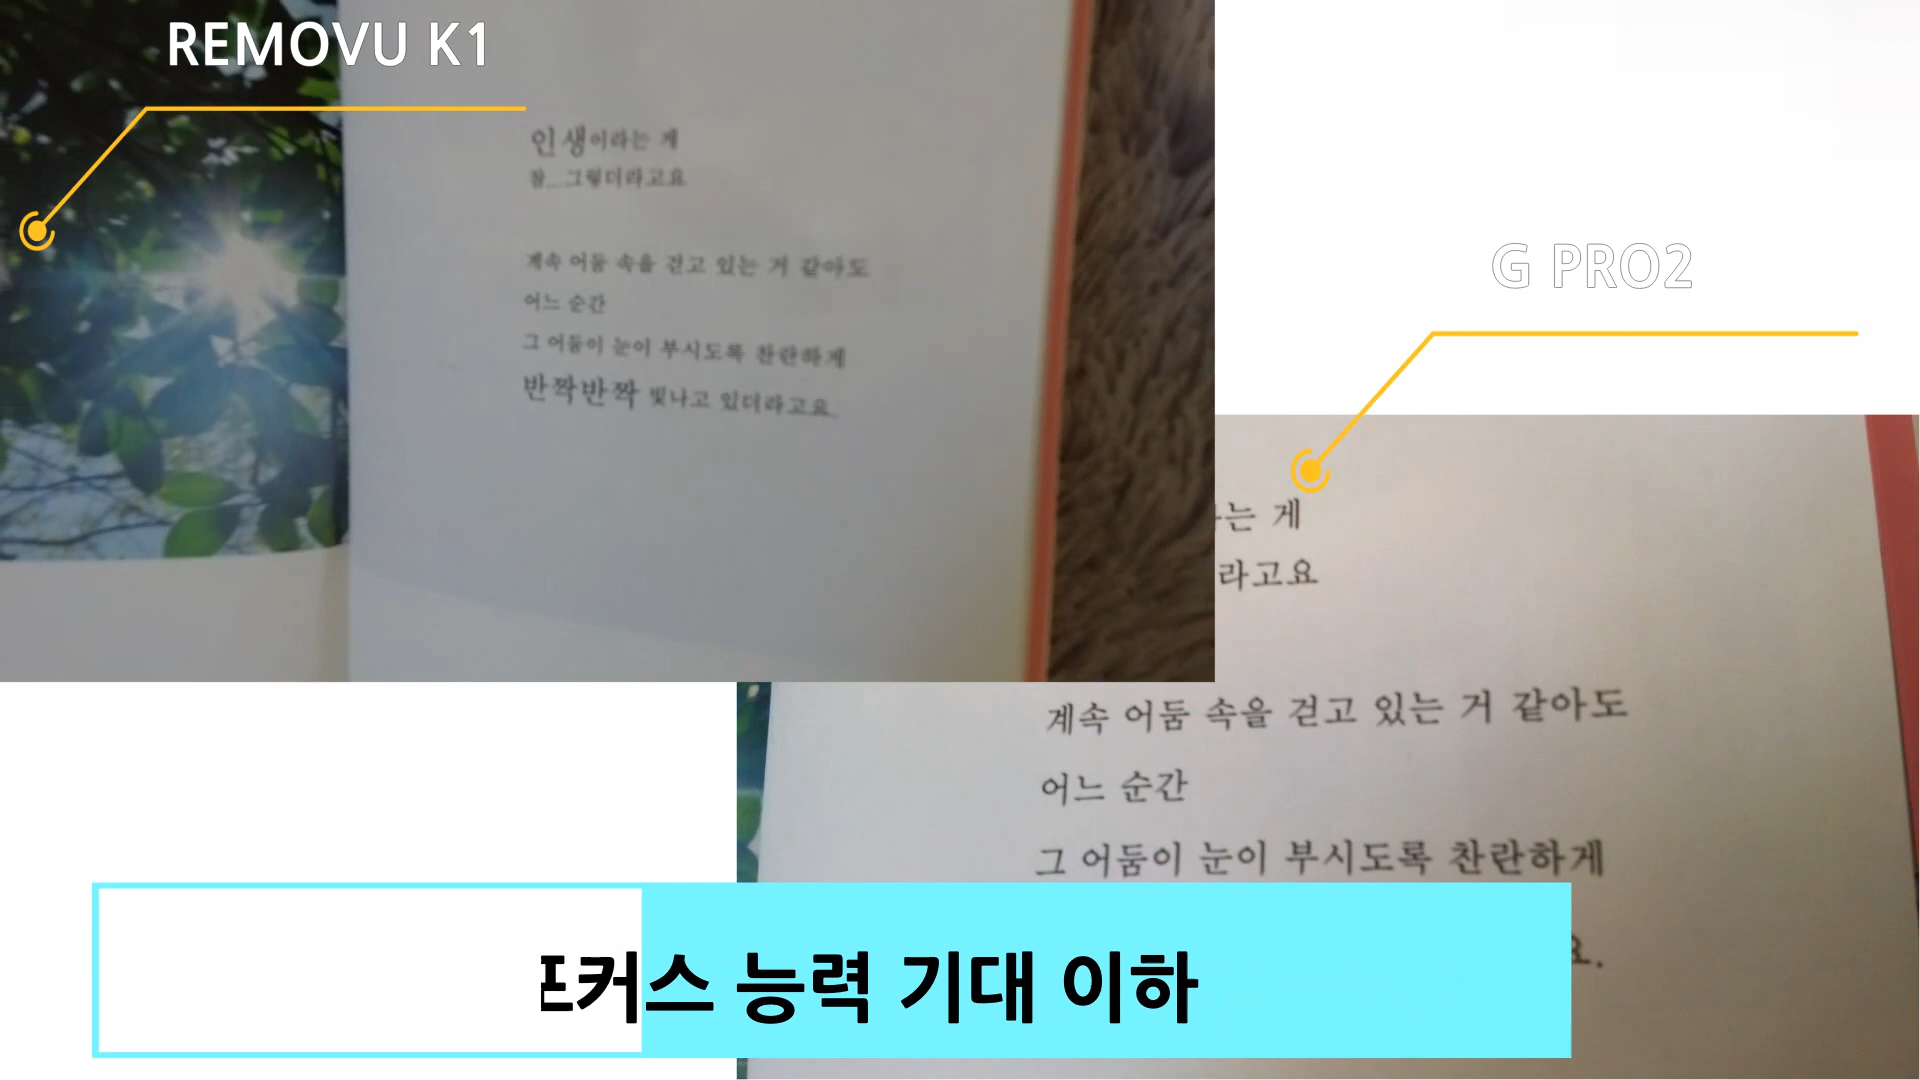 REMOVU K1
인생이라는 게
참...그렇더라고요
계속 어둠 속을 걷고 있는 거 같아도
어느 순간
그 어둠이 눈이 부시도록 찬란하게
반짝반짝 빛나고 있더라고요.
G PRO2
는 게
라고요
계속 어둠 속을 걷고 있는 거 같아도
어느 순간
그 어둠이 눈이 부시도록 찬란하게
요.
포커스 능력 기대 이하